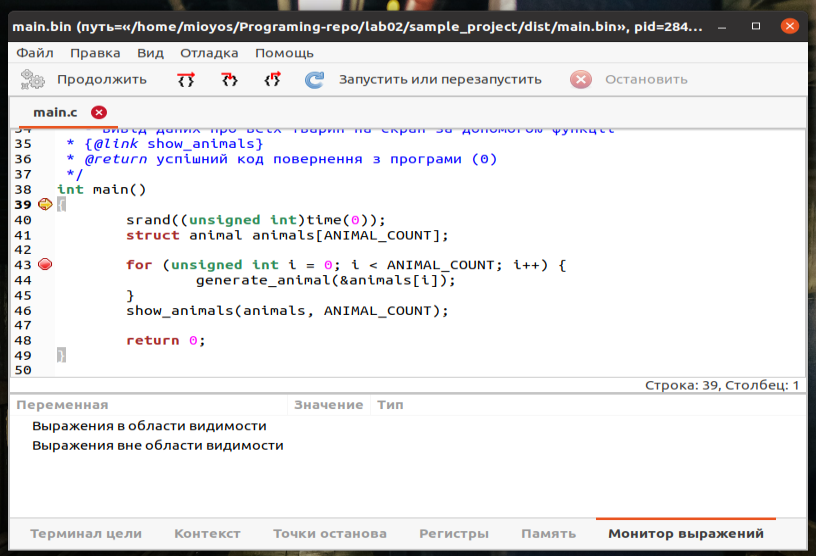 main.bin (путь=«/home/mioyos/Programing-repo/lab02/sample_project/dist/main.bin», pid=284...
Файл Правка Вид Отладка Помощь
Продолжить Запустить или перезапустить Остановить
main.c
34 вивід даних про всіх тварин на екран за допомогою функції
35 * {@link show_animals}
36 * @return успішний код повернення з програми (0)
37 */
38 int main()
39 {
40 srand((unsigned int)time(0));
41 struct animal animals[ANIMAL_COUNT];
42
43 for (unsigned int i = 0; i < ANIMAL_COUNT; i++) {
44 generate_animal(&animals[i]);
45 }
46 show_animals(animals, ANIMAL_COUNT);
47
48 return 0;
49 }
50
Строка: 39, Столбец: 1
Переменная Значение Тип
Выражения в области видимости
Выражения вне области видимости
Терминал цели Контекст Точки останова Регистры Память Монитор выражений